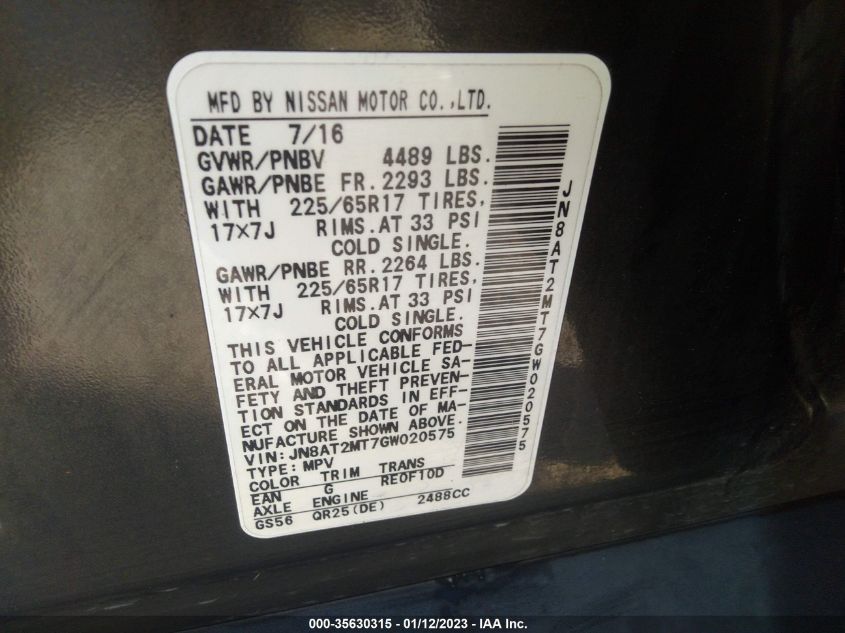 MFD BY NISSAN MOTOR CO.,LTD.
DATE 7/16
GVWR/PNBV 4489 LBS.
GAWR/PNBE FR. 2293 LBS.
WITH 225/65R17 TIRES,
17×7J RIMS. AT 33 PSI
COLD SINGLE.
GAWR/PNBE RR. 2264 LBS.
WITH 225/65R17 TIRES,
17×7J RIMS. AT 33 PSI
COLD SINGLE.
THIS VEHICLE CONFORMS
TO ALL APPLICABLE FED-
ERAL MOTOR VEHICLE SA-
FETY AND THEFT PREVEN-
TION STANDARDS IN EFF-
ECT ON THE DATE OF MA-
NUFACTURE SHOWN ABOVE.
VIN: JN8AT2MT7GW020575
TYPE: MPV
COLOR TRIM TRANS
EAN G RE0F10D
AXLE ENGINE
GS56 QR25(DE) 2488CC
JN8AT2MT7GW020575
000-35630315 - 01/12/2023 - IAA Inc.